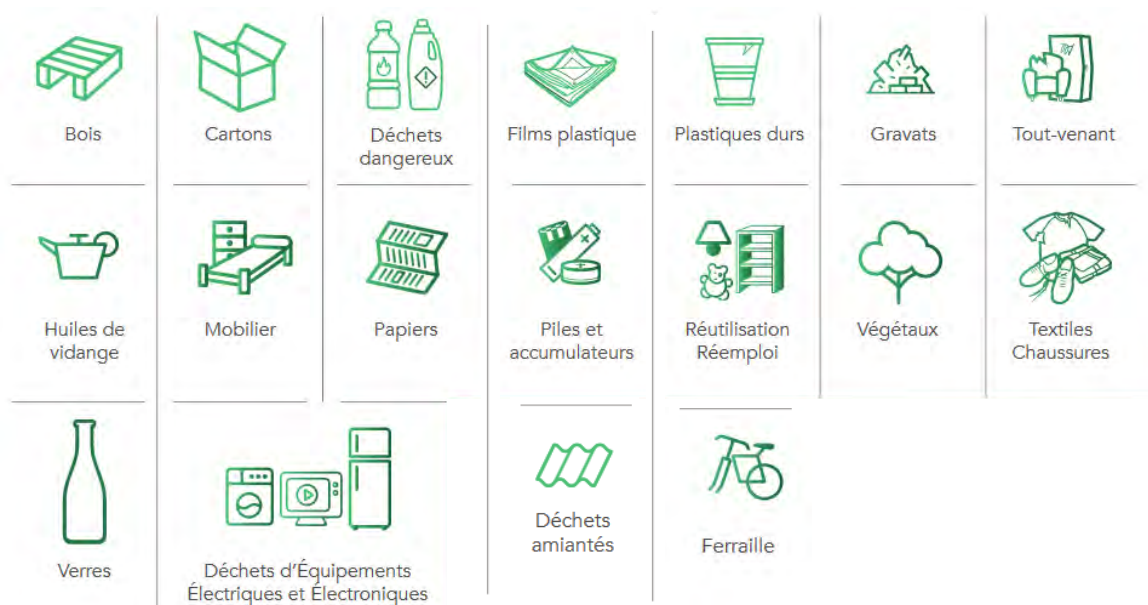 Bois
Cartons
Déchets
dangereux
Films plastique
Plastiques durs
Gravats
Tout-venant
Huiles de
vidange
Mobilier
Papiers
Piles et
accumulateurs
Réutilisation
Réemploi
Végétaux
Textiles
Chaussures
Verres
Déchets d'Équipements
Électriques et Électroniques
Déchets
amiantés
Ferraille